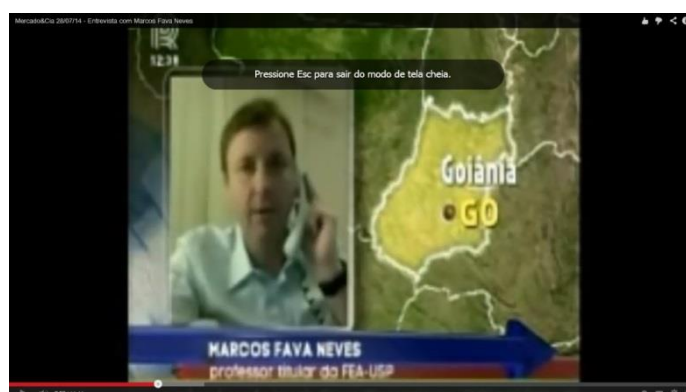 Mercado&Cia 28/07/14 - Entrevista com Marcos Fava Neves
12:38
Pressione Esc para sair do modo de tela cheia.
Goiânia
GO
MARCOS FAVA NEVES
professor titular da FEA-USP